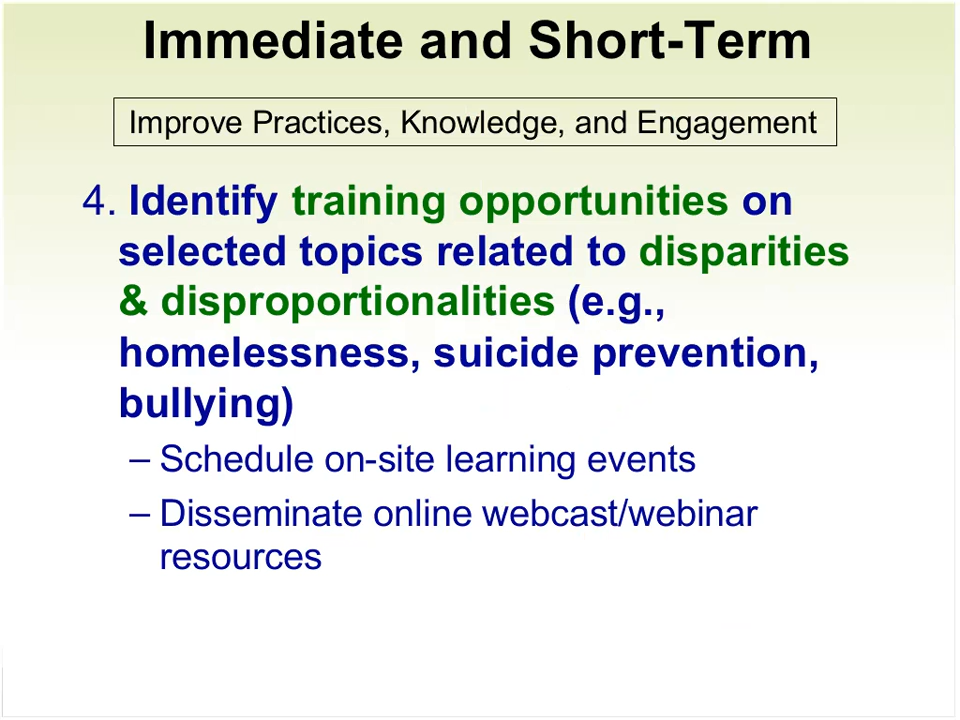 Immediate and Short-Term
Improve Practices, Knowledge, and Engagement
4. Identify training opportunities on
selected topics related to disparities
& disproportionalities (e.g.,
homelessness, suicide prevention,
bullying)
– Schedule on-site learning events
– Disseminate online webcast/webinar
resources